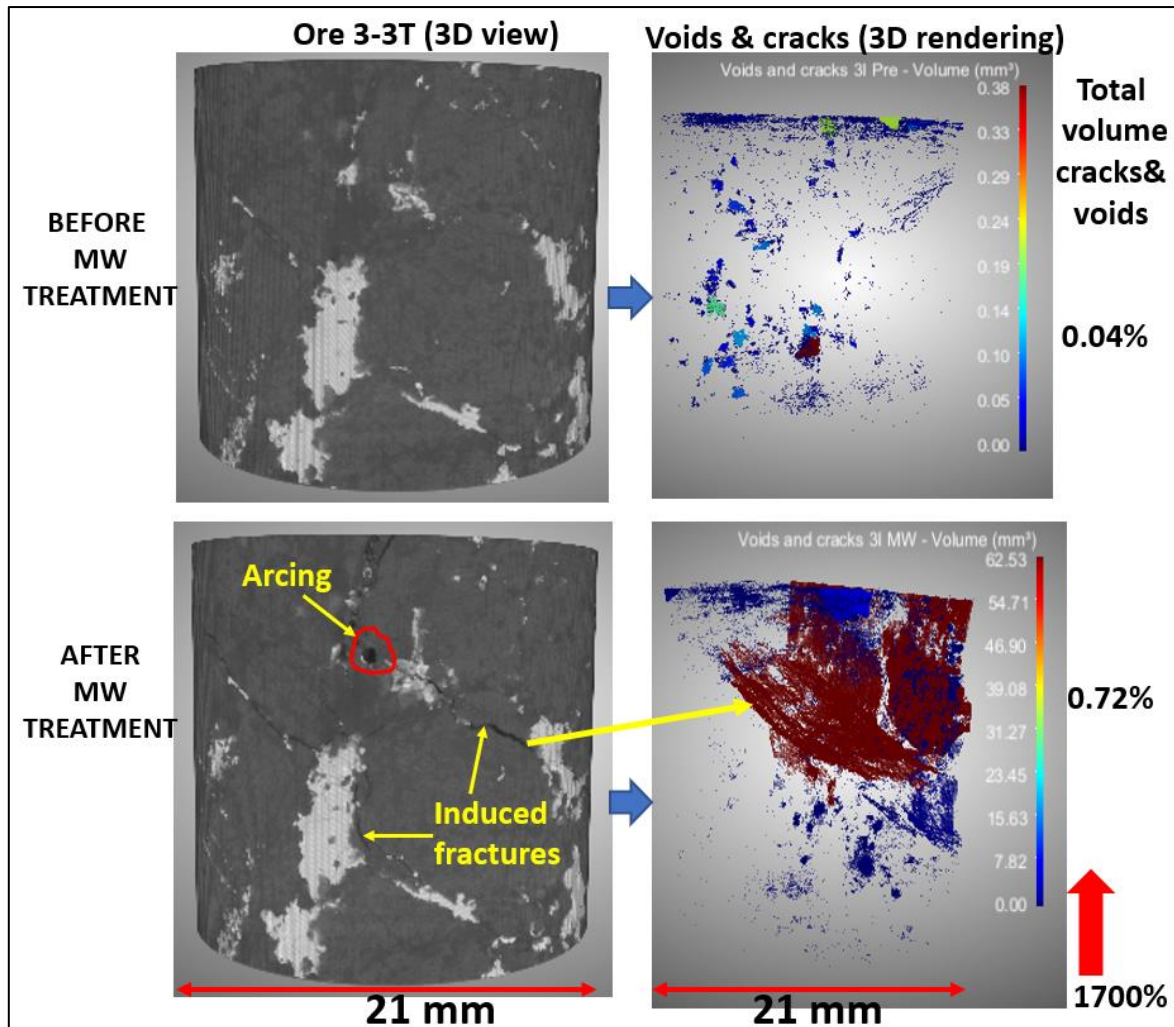 Ore 3-3T (3D view)
Voids & cracks (3D rendering)
Voids and cracks 3I Pre - Volume (mm³)
0.38
0.33
0.29
0.24
0.19
0.14
0.10
0.05
0.00
Total
volume
cracks&
voids
BEFORE
MW
TREATMENT
0.04%
Arcing
Induced
fractures
AFTER
MW
TREATMENT
Voids and cracks 3I MW - Volume (mm³)
62.53
54.71
46.90
39.08
31.27
23.45
15.63
7.82
0.00
0.72%
1700%
21 mm
21 mm